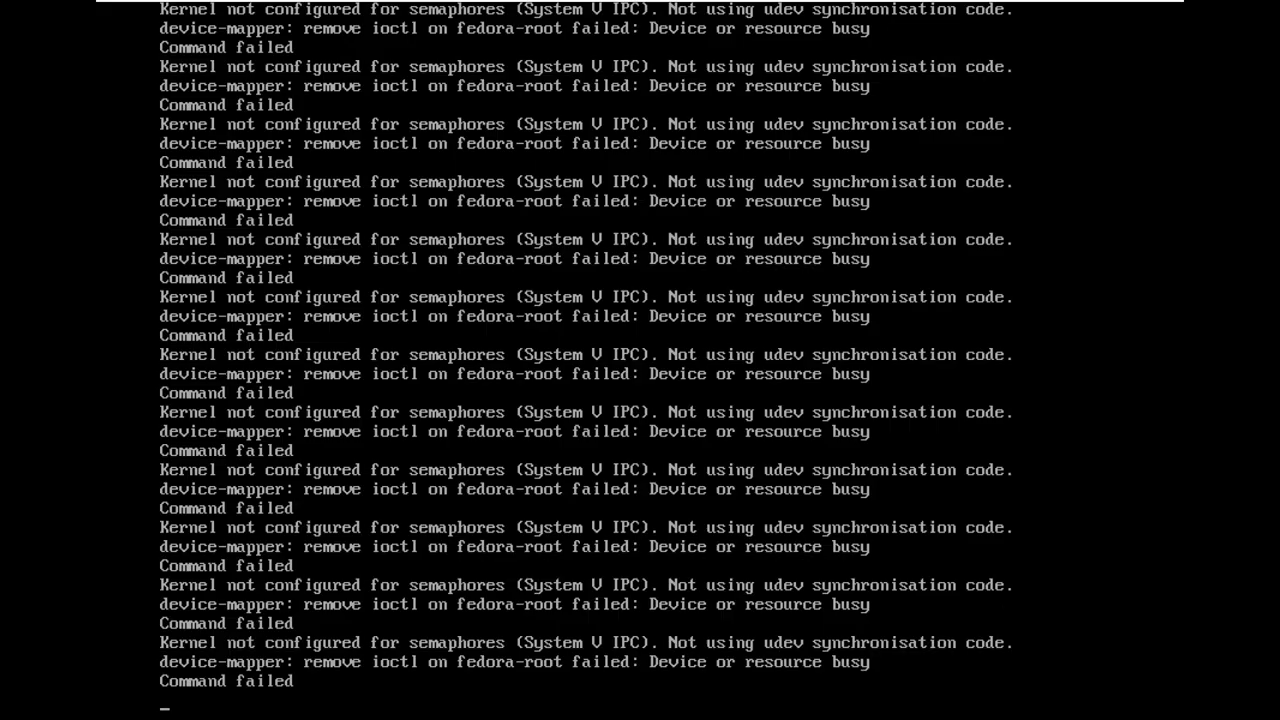 Kernel not configured for semaphores (System V IPC). Not using udev synchronisation code.
device-mapper: remove ioctl on fedora-root failed: Device or resource busy
Command failed
Kernel not configured for semaphores (System V IPC). Not using udev synchronisation code.
device-mapper: remove ioctl on fedora-root failed: Device or resource busy
Command failed
Kernel not configured for semaphores (System V IPC). Not using udev synchronisation code.
device-mapper: remove ioctl on fedora-root failed: Device or resource busy
Command failed
Kernel not configured for semaphores (System V IPC). Not using udev synchronisation code.
device-mapper: remove ioctl on fedora-root failed: Device or resource busy
Command failed
Kernel not configured for semaphores (System V IPC). Not using udev synchronisation code.
device-mapper: remove ioctl on fedora-root failed: Device or resource busy
Command failed
Kernel not configured for semaphores (System V IPC). Not using udev synchronisation code.
device-mapper: remove ioctl on fedora-root failed: Device or resource busy
Command failed
Kernel not configured for semaphores (System V IPC). Not using udev synchronisation code.
device-mapper: remove ioctl on fedora-root failed: Device or resource busy
Command failed
Kernel not configured for semaphores (System V IPC). Not using udev synchronisation code.
device-mapper: remove ioctl on fedora-root failed: Device or resource busy
Command failed
Kernel not configured for semaphores (System V IPC). Not using udev synchronisation code.
device-mapper: remove ioctl on fedora-root failed: Device or resource busy
Command failed
Kernel not configured for semaphores (System V IPC). Not using udev synchronisation code.
device-mapper: remove ioctl on fedora-root failed: Device or resource busy
Command failed
Kernel not configured for semaphores (System V IPC). Not using udev synchronisation code.
device-mapper: remove ioctl on fedora-root failed: Device or resource busy
Command failed
Kernel not configured for semaphores (System V IPC). Not using udev synchronisation code.
device-mapper: remove ioctl on fedora-root failed: Device or resource busy
Command failed
_